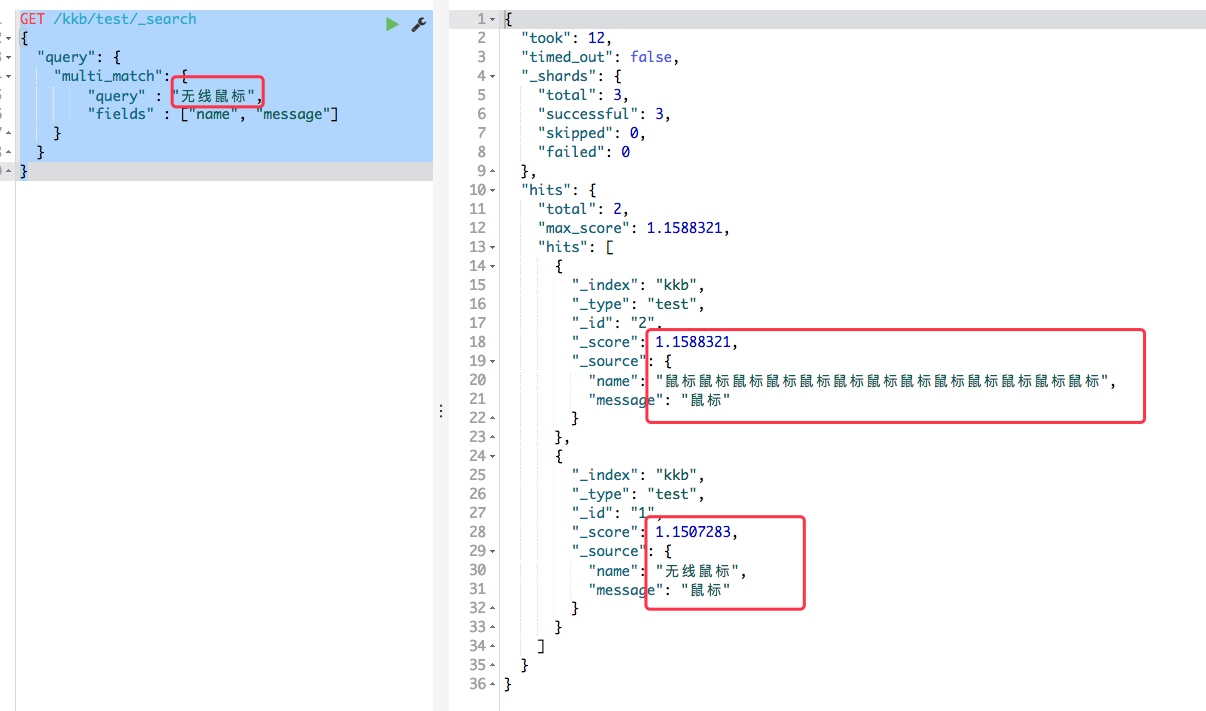 GET /kkb/test/_search
{
"query": {
"multi_match": {
"query" : "无线鼠标",
"fields" : ["name", "message"]
}
}
}
1 {
2 "took": 12,
3 "timed_out": false,
4 "_shards": {
5 "total": 3,
6 "successful": 3,
7 "skipped": 0,
8 "failed": 0
9 },
10 "hits": {
11 "total": 2,
12 "max_score": 1.1588321,
13 "hits": [
14 {
15 "_index": "kkb",
16 "_type": "test",
17 "_id": "2",
18 "_score": 1.1588321,
19 "_source": {
20 "name": "鼠标鼠标鼠标鼠标鼠标鼠标鼠标鼠标鼠标鼠标鼠标鼠标鼠标",
21 "message": "鼠标"
22 }
23 },
24 {
25 "_index": "kkb",
26 "_type": "test",
27 "_id": "1",
28 "_score": 1.1507283,
29 "_source": {
30 "name": "无线鼠标",
31 "message": "鼠标"
32 }
33 }
34 ]
35 }
36 }